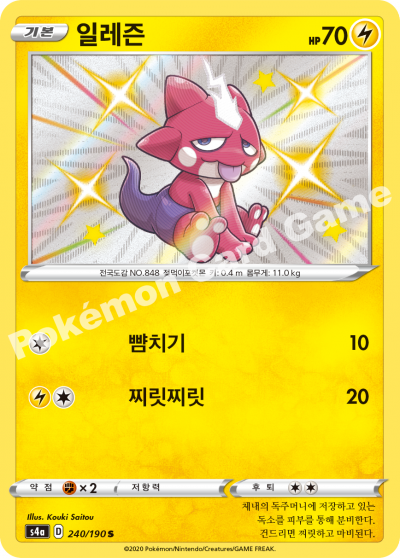 기본 일레즌 HP 70
전국도감 NO.848 젖먹이포켓몬 키: 0.4 m 몸무게: 11.0 kg
뺨치기 10
찌릿찌릿 20
약점 ×2 저항력 후퇴
Illus. Kouki Saitou
s4a D 240/190 S
체내의 독주머니에 저장하고 있는
독소를 피부를 통해 분비한다.
건드리면 찌릿하고 마비된다.
©2020 Pokémon/Nintendo/Creatures/GAME FREAK.
Pokémon Card Game